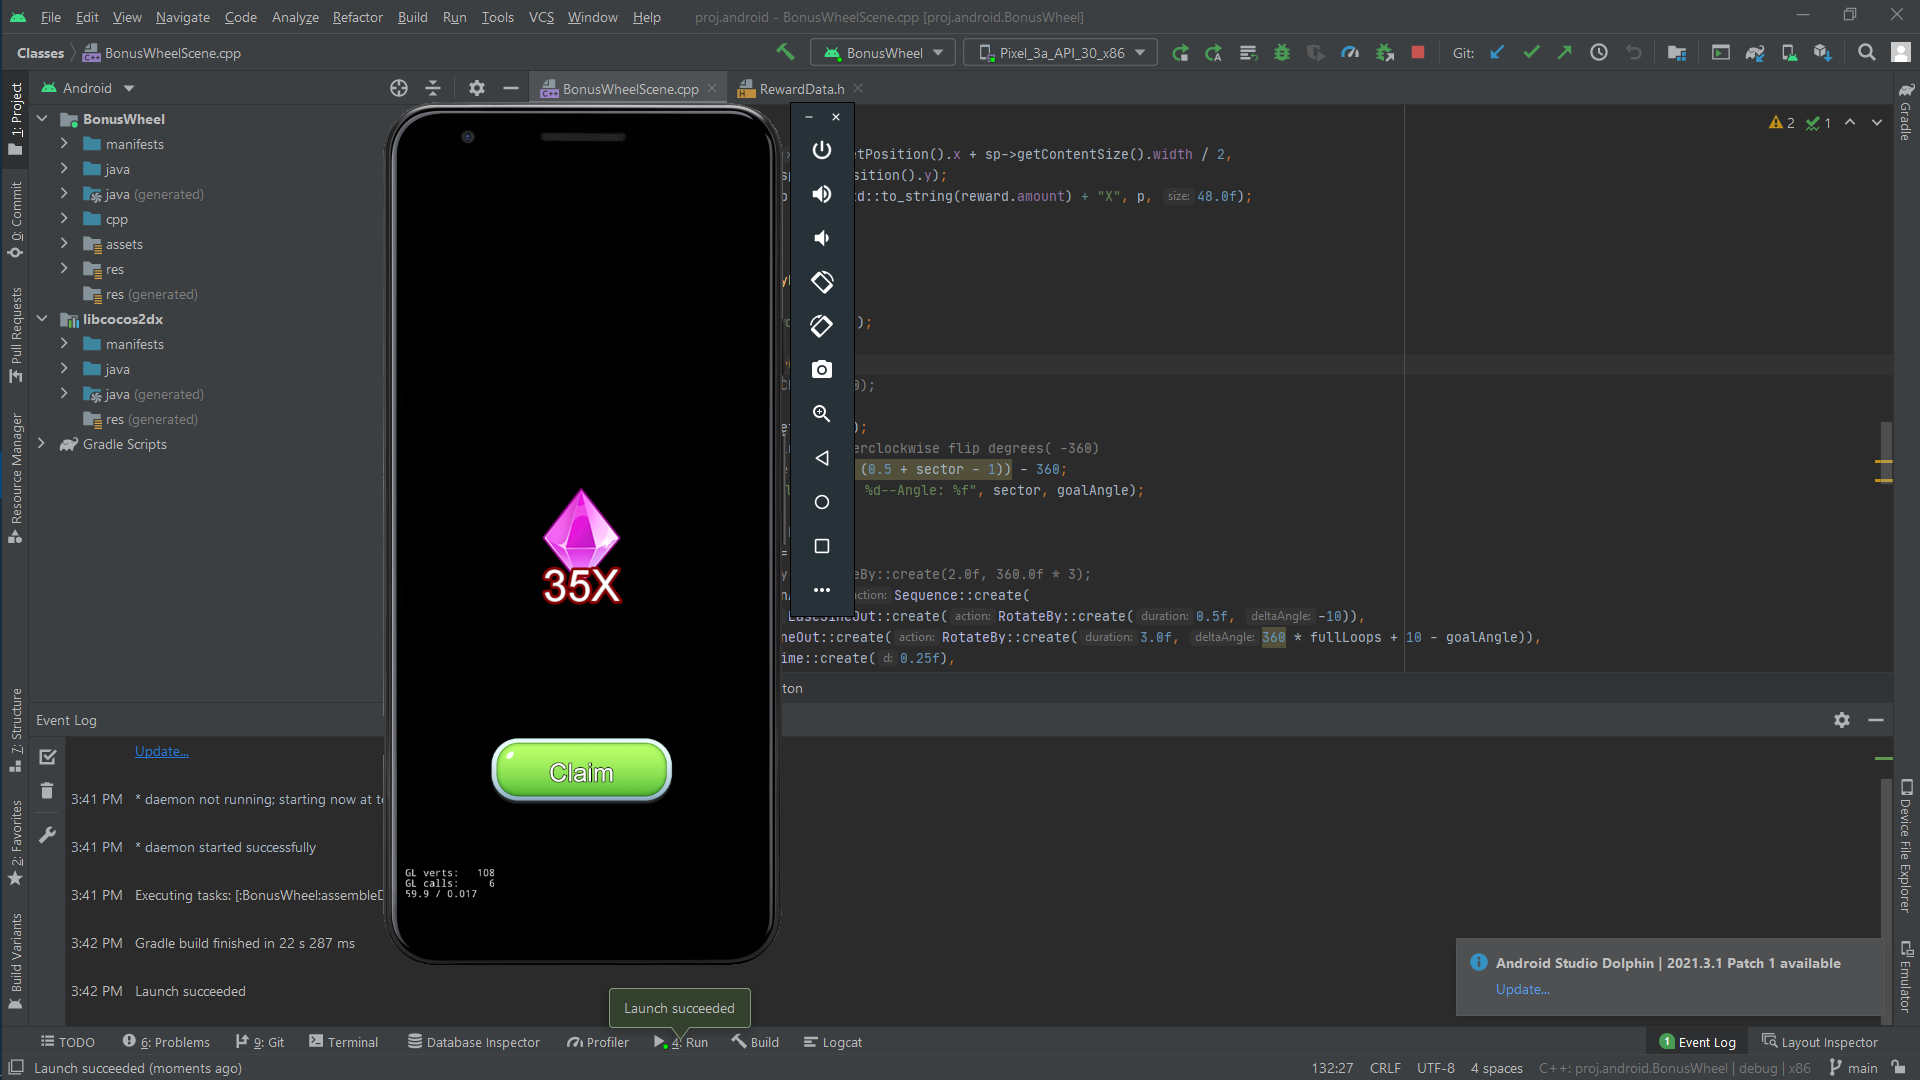 File Edit View Navigate Code Analyze Refactor Build Run Tools VCS Window Help proj.android - BonusWheelScene.cpp [proj.android.BonusWheel]
Classes BonusWheelScene.cpp BonusWheel Pixel_3a_API_30_x86 Git:
Android BonusWheelScene.cpp RewardData.h
1: Project
0: Commit
Pull Requests
Resource Manager
7: Structure
2: Favorites
Build Variants
BonusWheel
manifests
java
java (generated)
cpp
assets
res
res (generated)
libcocos2dx
manifests
java
java (generated)
res (generated)
Gradle Scripts
35X
Claim
GL verts: 108
GL calls: 6
59.9 / 0.017
2 1
etPosition().x + sp->getContentSize().width / 2,
sition().y);
d::to_string(reward.amount) + "X", p, size: 48.0f);
);
0);
);
erclockwise flip degrees( -360)
(0.5 + sector - 1)) - 360;
%d--Angle: %f", sector, goalAngle);
=
y eBy::create(2.0f, 360.0f * 3);
action: Sequence::create(
EaseSineOut::create( action: RotateBy::create( duration: 0.5f, deltaAngle: -10)),
neOut::create( action: RotateBy::create( duration: 3.0f, deltaAngle: 360 * fullLoops + 10 - goalAngle)),
ime::create( d: 0.25f),
ton
Event Log
Update...
3:41 PM * daemon not running; starting now at t
3:41 PM * daemon started successfully
3:41 PM Executing tasks: [:BonusWheel:assembleD
3:42 PM Gradle build finished in 22 s 287 ms
3:42 PM Launch succeeded
Launch succeeded
Android Studio Dolphin | 2021.3.1 Patch 1 available
Update...
Gradle
Device File Explorer
Emulator
TODO 6: Problems 9: Git Terminal Database Inspector Profiler 4: Run Build Logcat 1 Event Log Layout Inspector
Launch succeeded (moments ago) 132:27 CRLF UTF-8 4 spaces C++: proj.android.BonusWheel | debug | x86 main